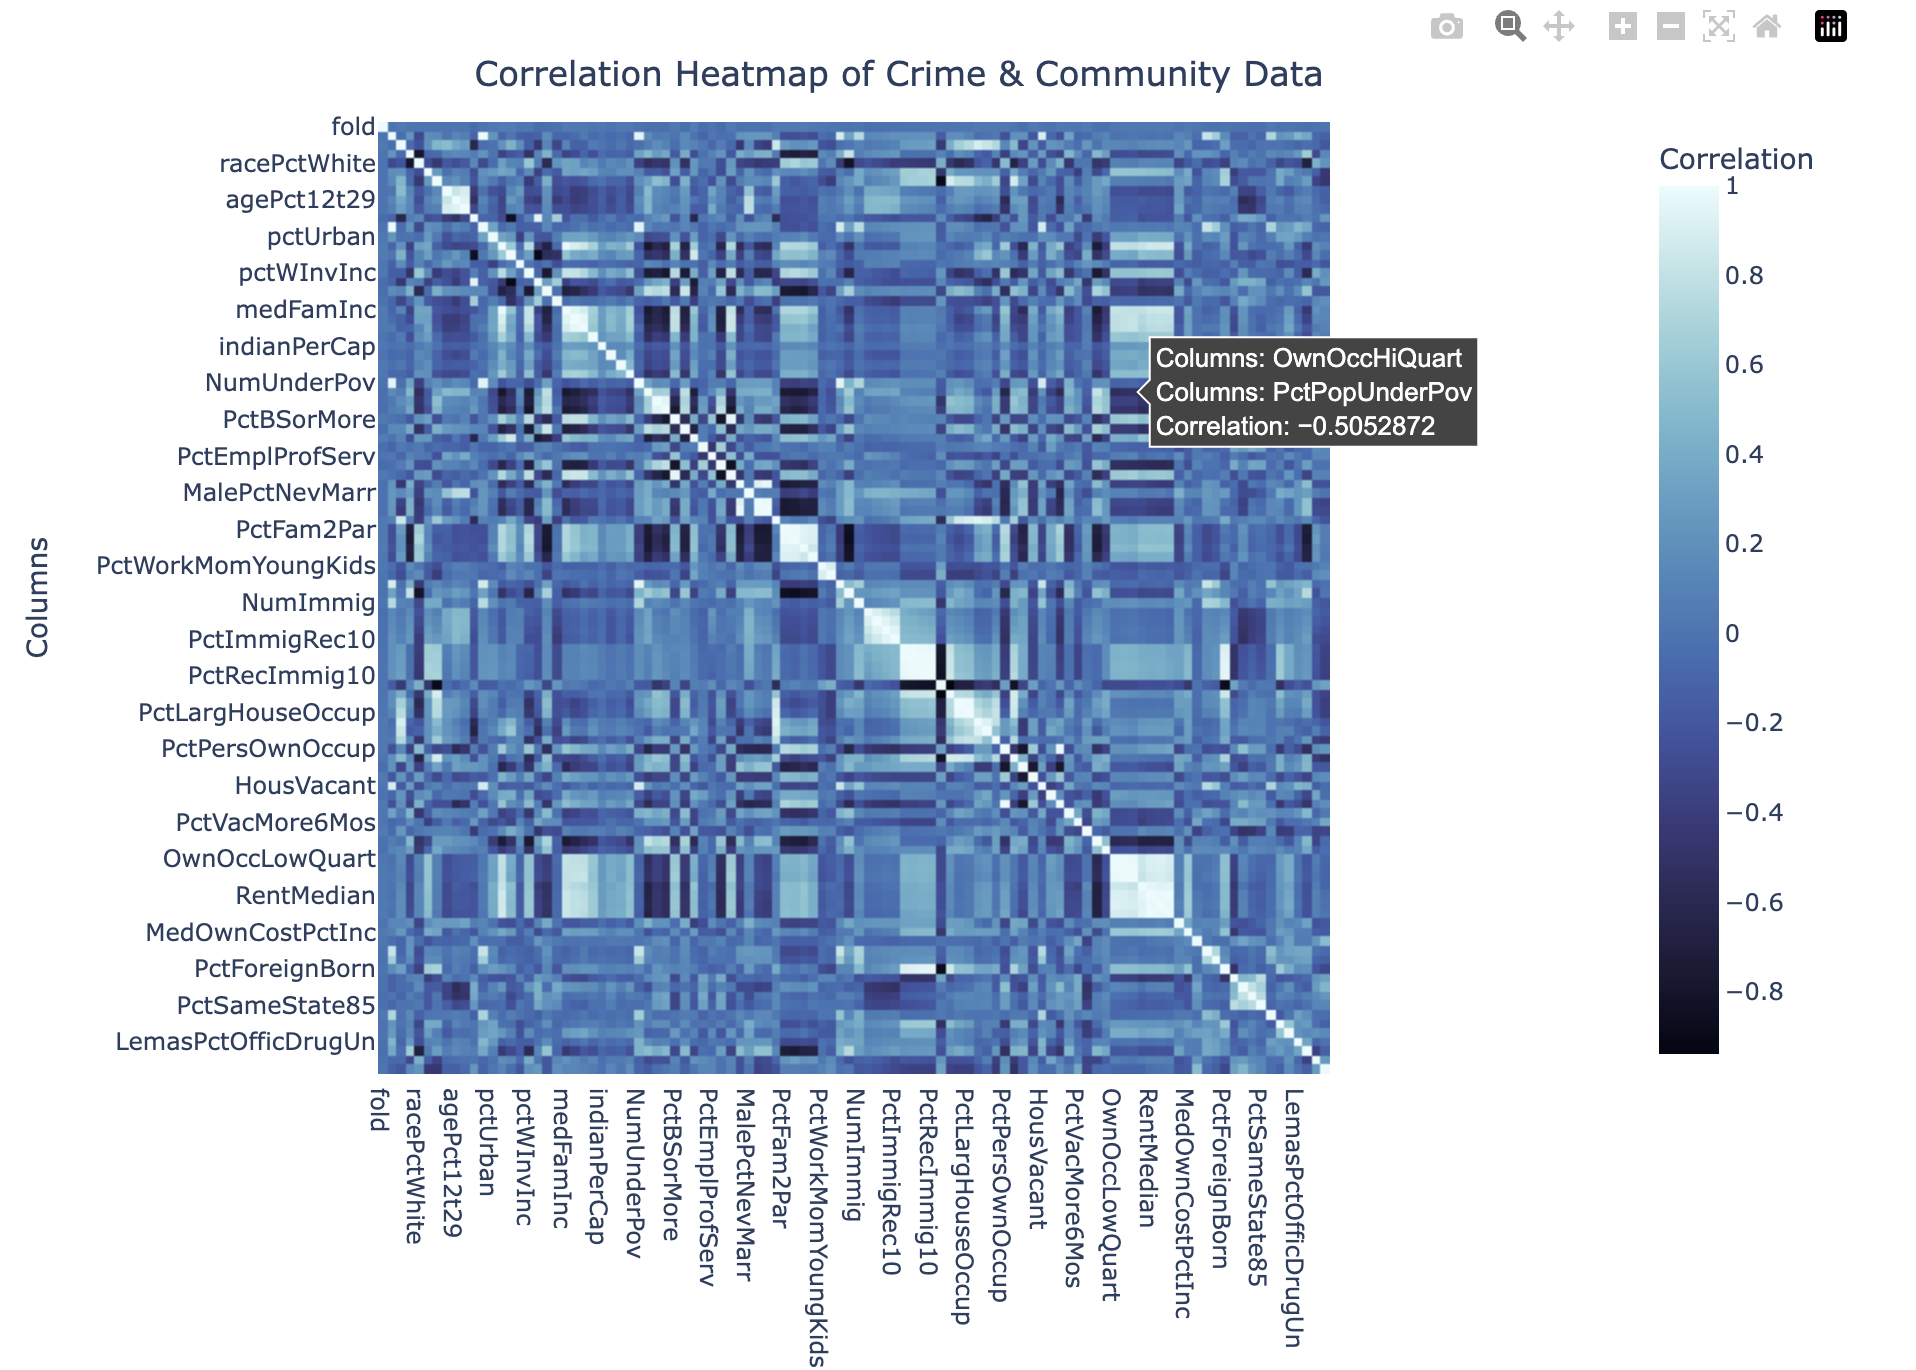 Correlation Heatmap of Crime & Community Data
fold
racePctWhite
agePct12t29
pctUrban
pctWInvInc
medFamInc
indianPerCap
NumUnderPov
PctBSorMore
PctEmplProfServ
MalePctNevMarr
PctFam2Par
PctWorkMomYoungKids
NumImmig
PctImmigRec10
PctRecImmig10
PctLargHouseOccup
PctPersOwnOccup
HousVacant
PctVacMore6Mos
OwnOccLowQuart
RentMedian
MedOwnCostPctInc
PctForeignBorn
PctSameState85
LemasPctOfficDrugUn
Columns
Columns: OwnOccHiQuart
Columns: PctPopUnderPov
Correlation: −0.5052872
Correlation
1
0.8
0.6
0.4
0.2
0
−0.2
−0.4
−0.6
−0.8
fold
racePctWhite
agePct12t29
pctUrban
pctWInvInc
medFamInc
indianPerCap
NumUnderPov
PctBSorMore
PctEmplProfServ
MalePctNevMarr
PctFam2Par
PctWorkMomYoungKids
NumImmig
PctImmigRec10
PctRecImmig10
PctLargHouseOccup
PctPersOwnOccup
HousVacant
PctVacMore6Mos
OwnOccLowQuart
RentMedian
MedOwnCostPctInc
PctForeignBorn
PctSameState85
LemasPctOfficDrugUn